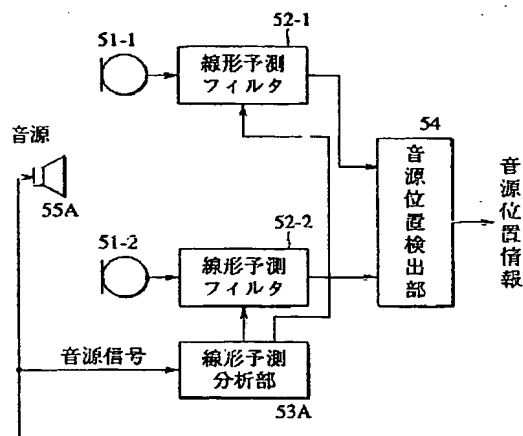 52-1
51-1
線形予測
フィルタ
54
音源
55A
音源位置検出部
音源位置情報
52-2
51-2
線形予測
フィルタ
音源信号
線形予測
分析部
53A